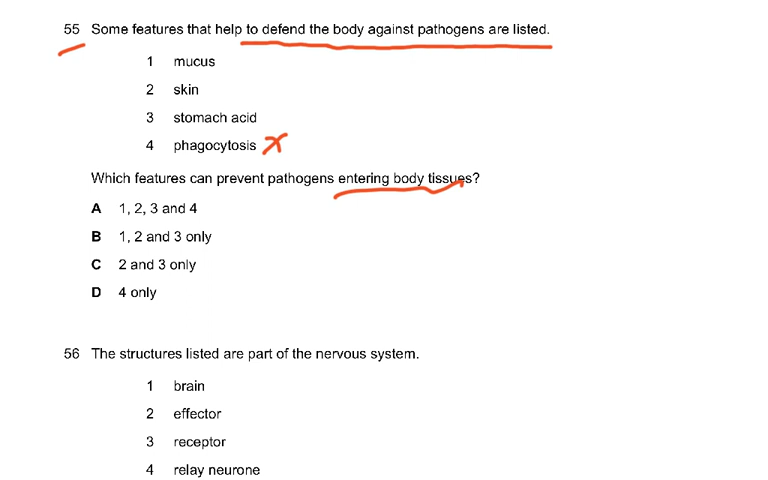 55 Some features that help to defend the body against pathogens are listed.
1 mucus
2 skin
3 stomach acid
4 phagocytosis
Which features can prevent pathogens entering body tissues?
A 1, 2, 3 and 4
B 1, 2 and 3 only
C 2 and 3 only
D 4 only
56 The structures listed are part of the nervous system.
1 brain
2 effector
3 receptor
4 relay neurone